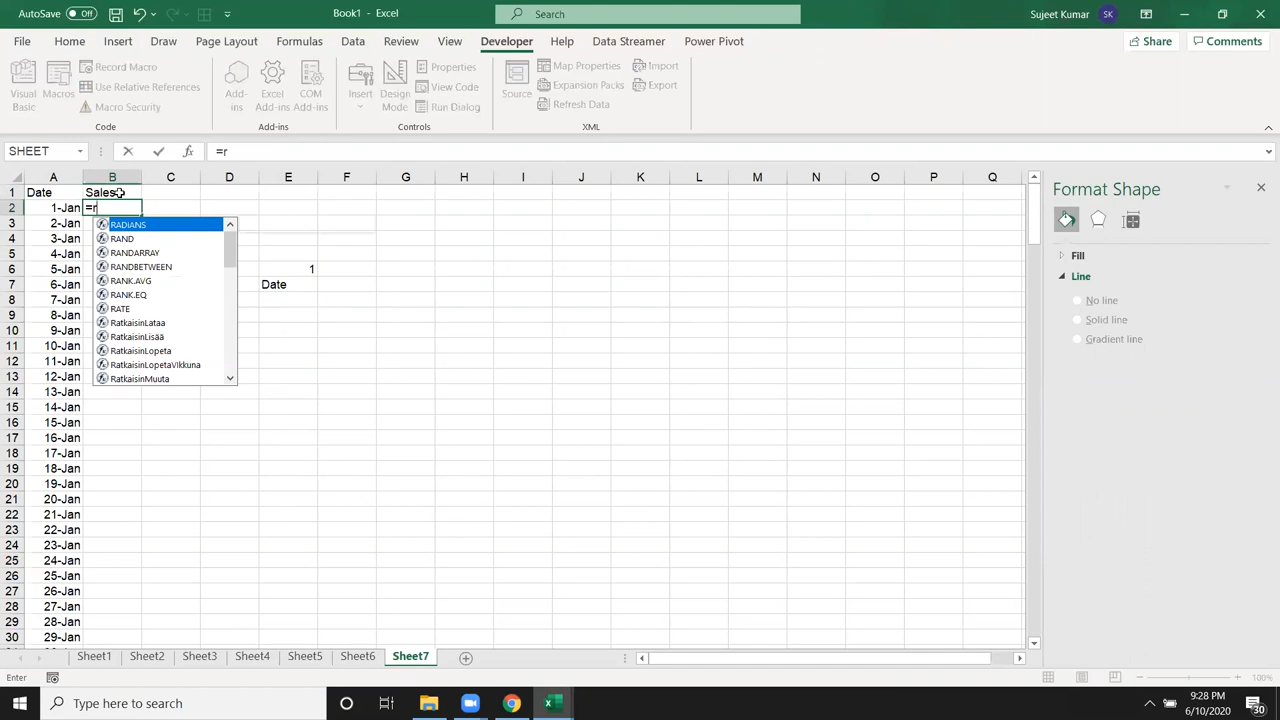 AutoSave Off Book1 - Excel Search Sujeet Kumar SK
File Home Insert Draw Page Layout Formulas Data Review View Developer Help Data Streamer Power Pivot Share Comments
Visual Basic
Macros
Record Macro
Use Relative References
Macro Security
Code
Add-ins
Excel Add-ins
COM Add-ins
Add-ins
Insert
Design Mode
Properties
View Code
Run Dialog
Controls
Source
Map Properties
Expansion Packs
Refresh Data
Import
Export
XML
SHEET =r
A B C D E F G H I J K L M N O P Q
1 Date Sales
2 1-Jan =r
3 2-Jan
4 3-Jan
5 4-Jan
6 5-Jan 1
7 6-Jan Date
8 7-Jan
9 8-Jan
10 9-Jan
11 10-Jan
12 11-Jan
13 12-Jan
14 13-Jan
15 14-Jan
16 15-Jan
17 16-Jan
18 17-Jan
19 18-Jan
20 19-Jan
21 20-Jan
22 21-Jan
23 22-Jan
24 23-Jan
25 24-Jan
26 25-Jan
27 26-Jan
28 27-Jan
29 28-Jan
30 29-Jan
RADIANS
RAND
RANDARRAY
RANDBETWEEN
RANK.AVG
RANK.EQ
RATE
RatkaisinLataa
RatkaisinLisää
RatkaisinLopeta
RatkaisinLopetaVikkuna
RatkaisinMuuta
Format Shape
Fill
Line
No line
Solid line
Gradient line
Sheet1 Sheet2 Sheet3 Sheet4 Sheet5 Sheet6 Sheet7
Enter 100%
Type here to search
9:28 PM
6/10/2020
30